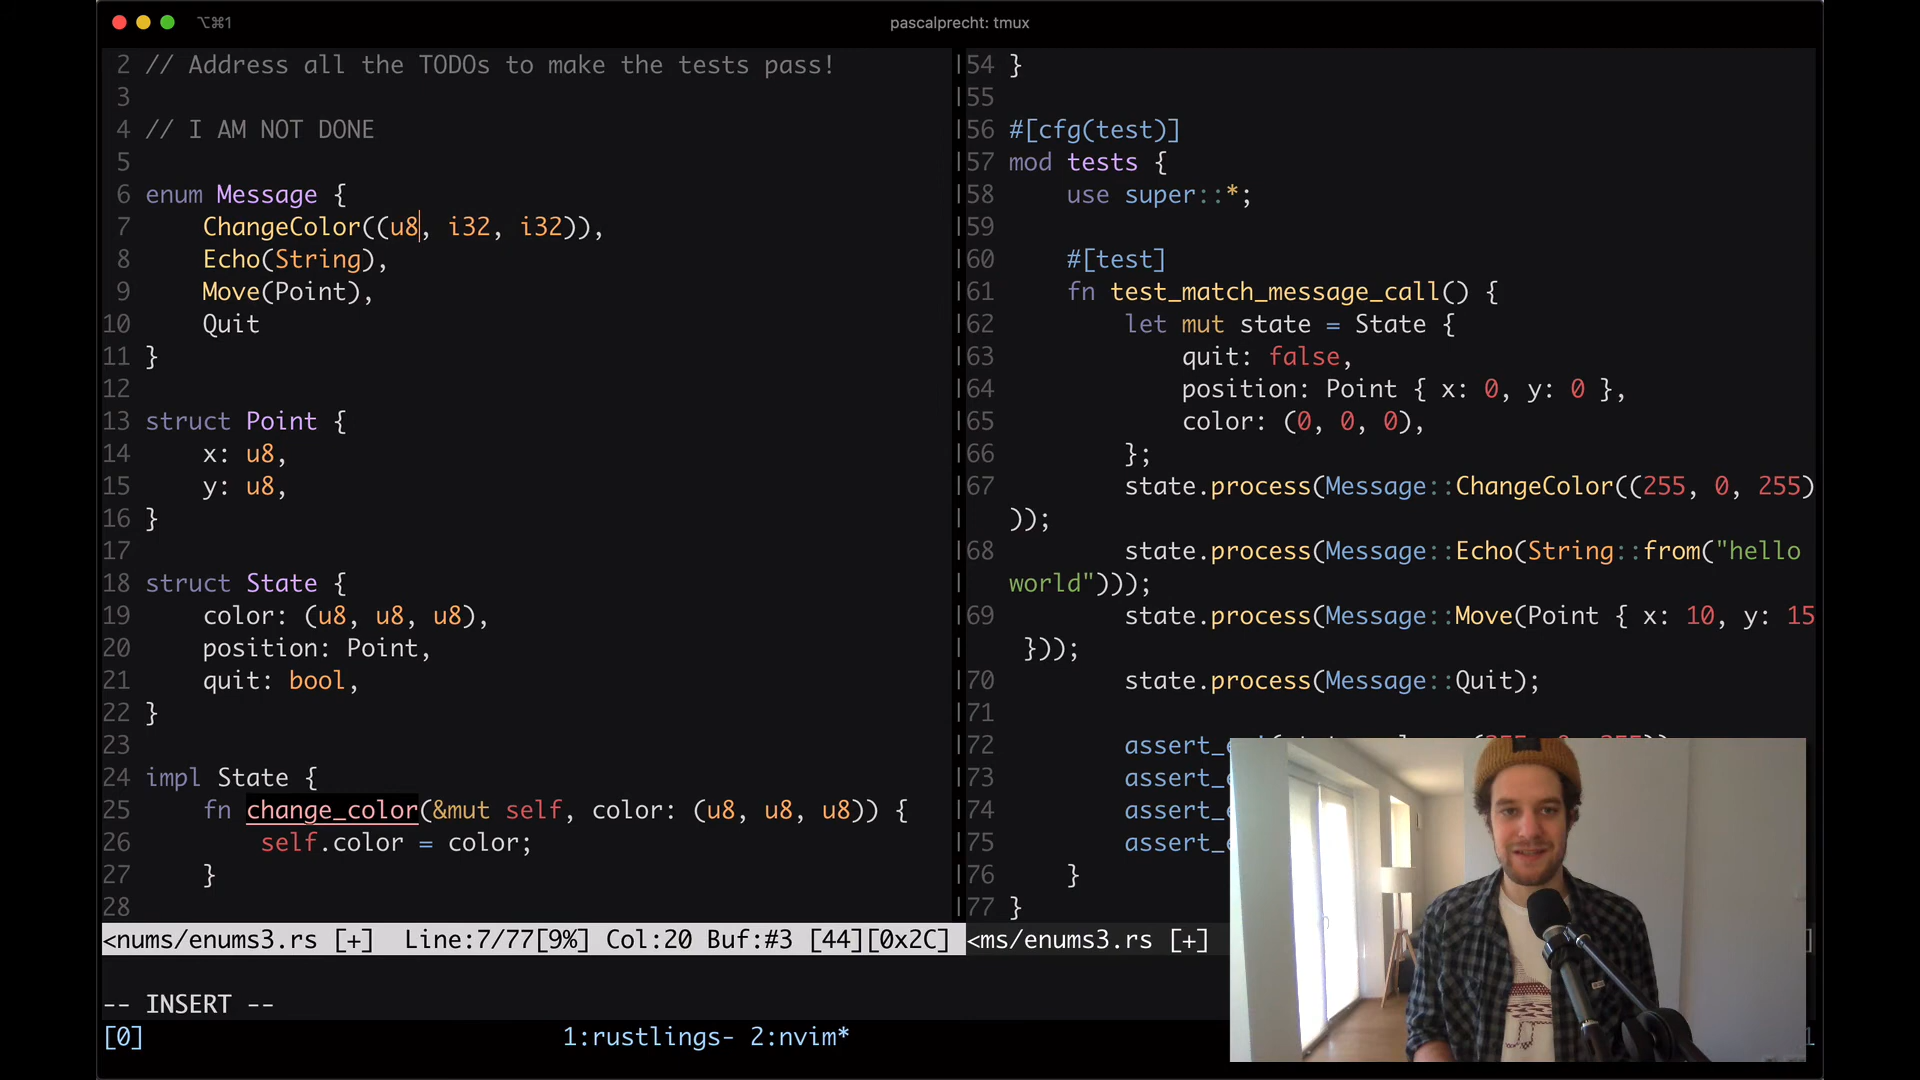 ⌥⌘1
pascalprecht: tmux
2 // Address all the TODOs to make the tests pass!
3
4 // I AM NOT DONE
5
6 enum Message {
7 ChangeColor((u8, i32, i32)),
8 Echo(String),
9 Move(Point),
10 Quit
11 }
12
13 struct Point {
14 x: u8,
15 y: u8,
16 }
17
18 struct State {
19 color: (u8, u8, u8),
20 position: Point,
21 quit: bool,
22 }
23
24 impl State {
25 fn change_color(&mut self, color: (u8, u8, u8)) {
26 self.color = color;
27 }
28
<nums/enums3.rs [+] Line:7/77[9%] Col:20 Buf:#3 [44][0x2C]
54 }
55
56 #[cfg(test)]
57 mod tests {
58 use super::*;
59
60 #[test]
61 fn test_match_message_call() {
62 let mut state = State {
63 quit: false,
64 position: Point { x: 0, y: 0 },
65 color: (0, 0, 0),
66 };
67 state.process(Message::ChangeColor((255, 0, 255)
));
68 state.process(Message::Echo(String::from("hello
world")));
69 state.process(Message::Move(Point { x: 10, y: 15
}));
70 state.process(Message::Quit);
71
72 assert_
73 assert_
74 assert_
75 assert_
76 }
77 }
<ms/enums3.rs [+]
-- INSERT --
[0] 1:rustlings- 2:nvim*